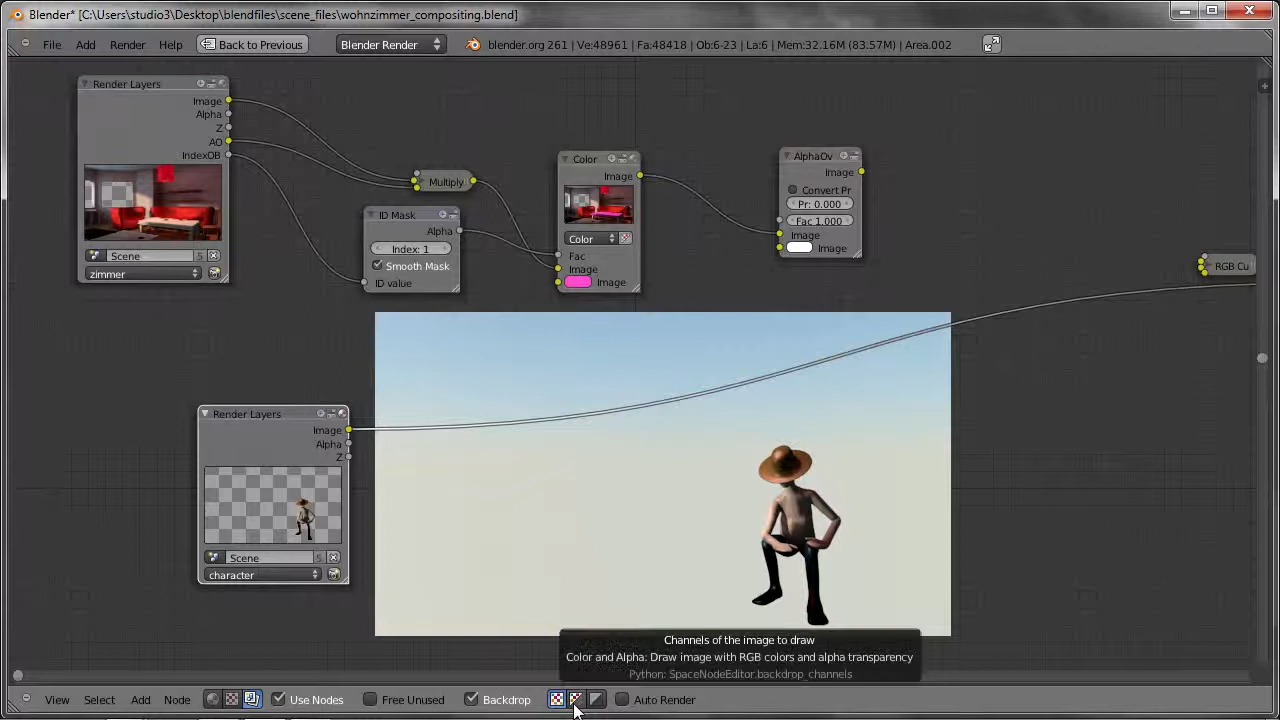 Blender* [C:\Users\studio3\Desktop\blendfiles\scene_files\wohnzimmer_compositing.blend]
File Add Render Help Back to Previous Blender Render blender.org 261 | Ve:48961 | Fa:48418 | Ob:6-23 | La:6 | Mem:32.16M (83.57M) | Area.002
Render Layers
Image
Alpha
Z
AO
IndexOB
Scene 5
zimmer
Multiply
ID Mask
Alpha
Index: 1
Smooth Mask
ID value
Color
Image
Color
Fac
Image
Image
AlphaOv
Image
Convert Pr
Pr: 0.000
Fac 1.000
Image
Image
RGB Cu
Render Layers
Image
Alpha
Z
Scene 5
character
Channels of the image to draw
Color and Alpha: Draw image with RGB colors and alpha transparency
Python: SpaceNodeEditor.backdrop_channels
View Select Add Node Use Nodes Free Unused Backdrop Auto Render